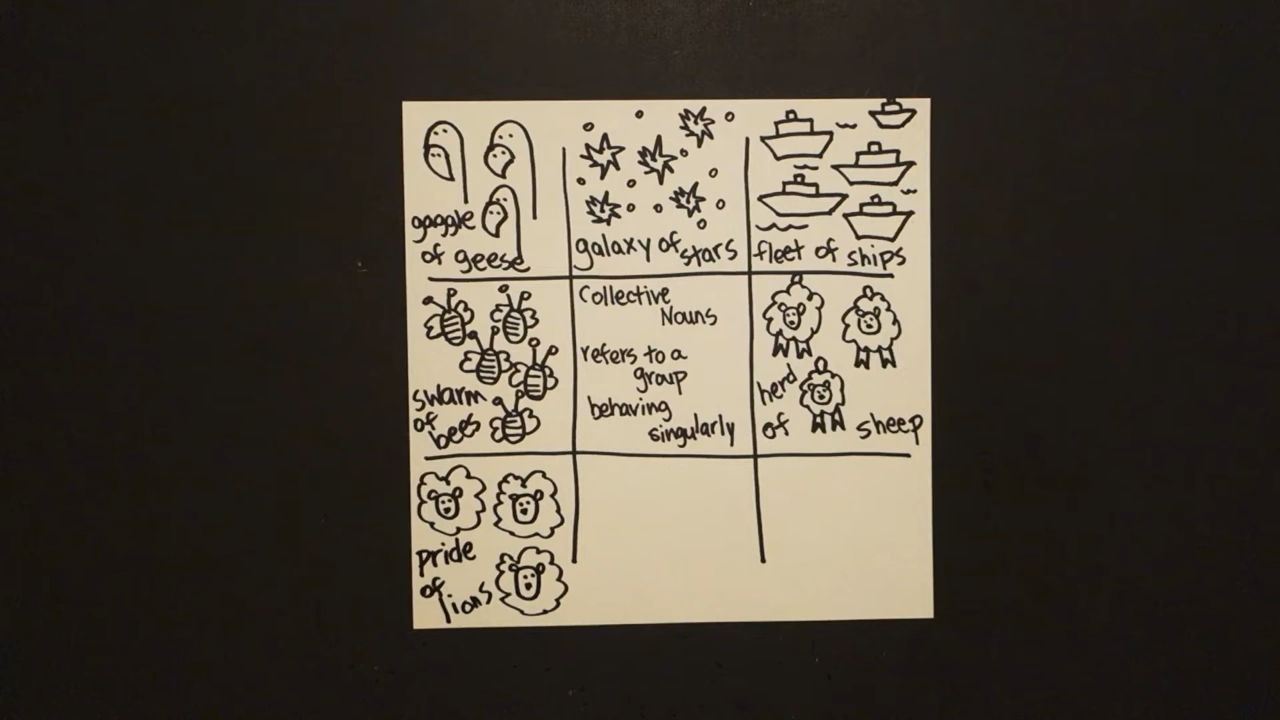 gaggle
of geese
galaxy of stars
fleet of ships
swarm
of
bees
Collective
Nouns
refers to a
group
behaving
singularly
herd
of sheep
pride
of
lions